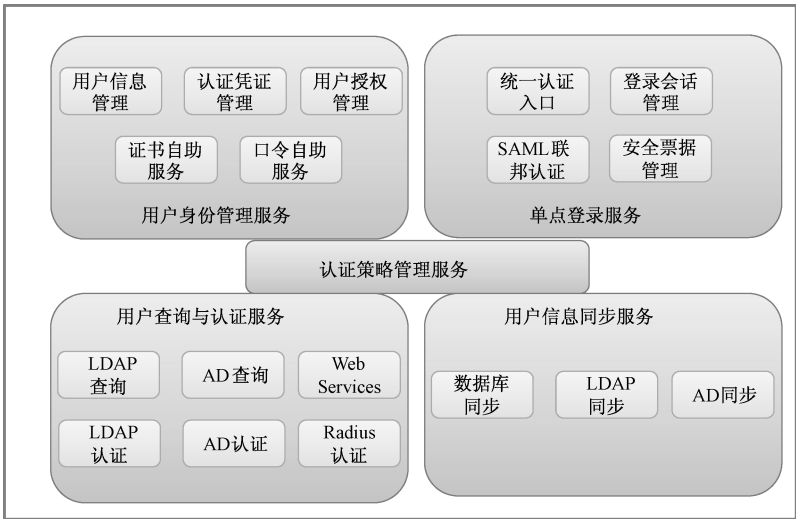 用户信息
管理
认证凭证
管理
用户授权
管理
证书自助
服务
口令自助
服务
用户身份管理服务
统一认证
入口
登录会话
管理
SAML联
邦认证
安全票据
管理
单点登录服务
认证策略管理服务
用户查询与认证服务
LDAP
查询
AD查询
Web
Services
LDAP
认证
AD认证
Radius
认证
用户信息同步服务
数据库
同步
LDAP
同步
AD同步